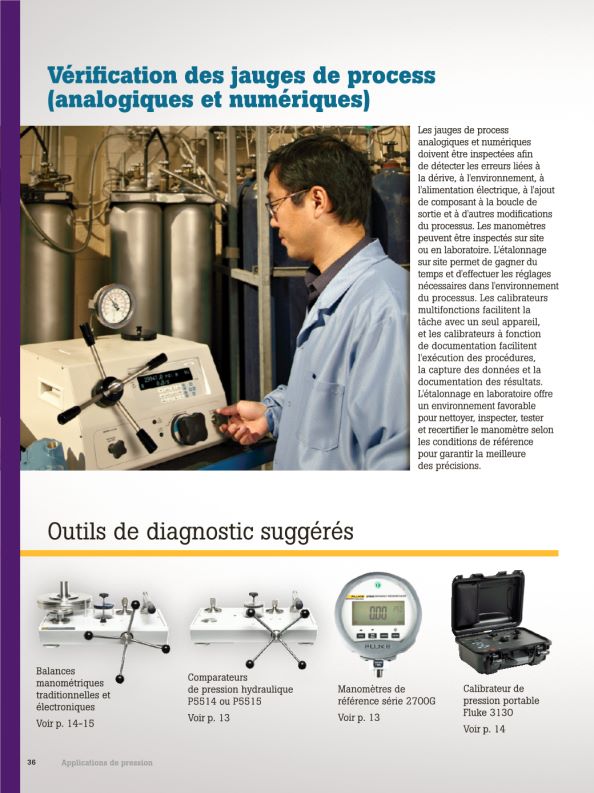 Vérification des jauges de process
(analogiques et numériques)
Les jauges de process
analogiques et numériques
doivent être inspectées afin
de détecter les erreurs liées à
la dérive, à l'environnement, à
l'alimentation électrique, à l'ajout
de composant à la boucle de
sortie et à d'autres modifications
du processus. Les manomètres
peuvent être inspectés sur site
ou en laboratoire. L'étalonnage
sur site permet de gagner du
temps et d'effectuer les réglages
nécessaires dans l'environnement
du processus. Les calibrateurs
multifonctions facilitent la
tâche avec un seul appareil,
et les calibrateurs à fonction
de documentation facilitent
l'exécution des procédures,
la capture des données et la
documentation des résultats.
L'étalonnage en laboratoire offre
un environnement favorable
pour nettoyer, inspecter, tester
et recertifier le manomètre selon
les conditions de référence
pour garantir la meilleure
des précisions.
Outils de diagnostic suggérés
FLUKE
0.00
FLUKE
Balances
manométriques
traditionnelles et
électroniques
Voir p. 14-15
Comparateurs
de pression hydraulique
P5514 ou P5515
Voir p. 13
Manomètres de
référence série 2700G
Voir p. 13
Calibrateur de
pression portable
Fluke 3130
Voir p. 14
36 Applications de pression